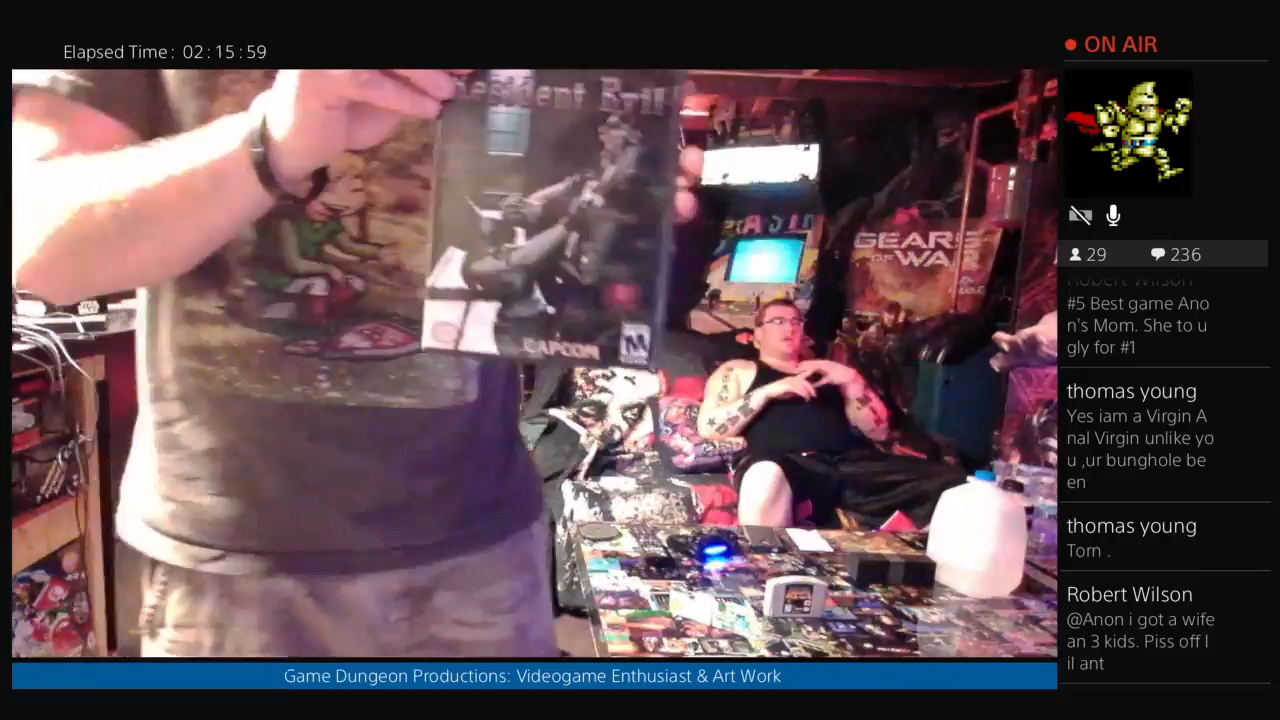 Elapsed Time: 02:15:59
ON AIR
Resident Evil
CAPCOM
M
GEARS
OF WAR
29
236
Robert Wilson
#5 Best game Ano
n's Mom. She to u
gly for #1
thomas young
Yes iam a Virgin A
nal Virgin unlike yo
u ,ur bunghole be
en
thomas young
Torn .
Robert Wilson
@Anon i got a wife
an 3 kids. Piss off l
il ant
Game Dungeon Productions: Videogame Enthusiast & Art Work